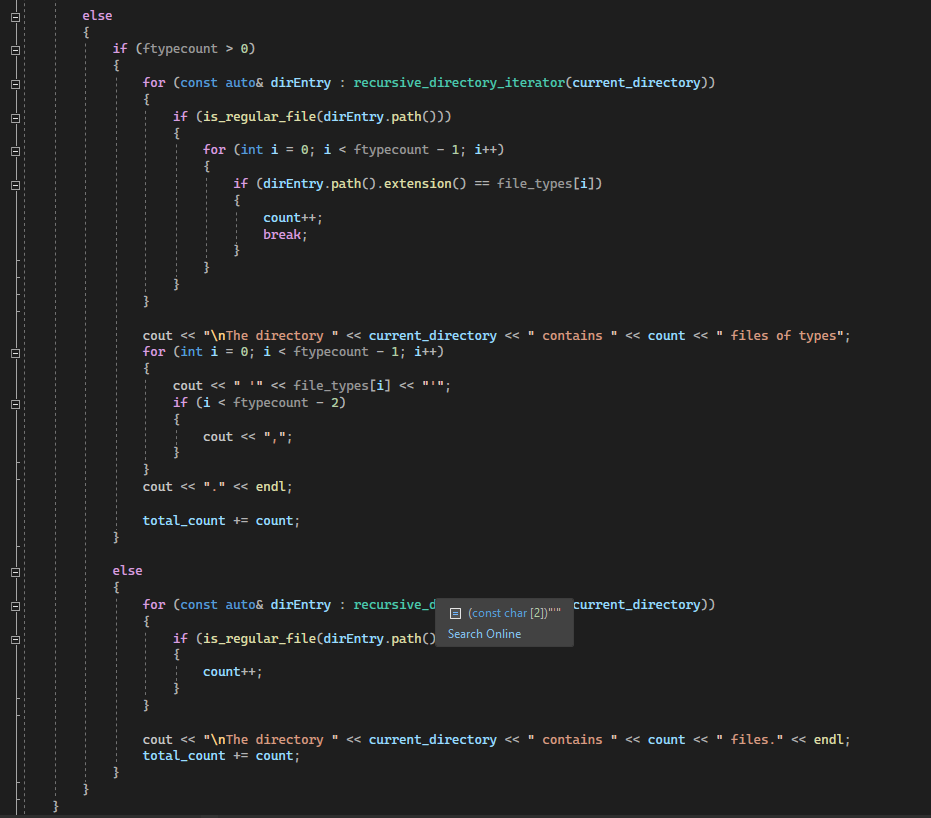 else
{
if (ftypecount > 0)
{
for (const auto& dirEntry : recursive_directory_iterator(current_directory))
{
if (is_regular_file(dirEntry.path()))
{
for (int i = 0; i < ftypecount - 1; i++)
{
if (dirEntry.path().extension() == file_types[i])
{
count++;
break;
}
}
}
}
cout << "\nThe directory " << current_directory << " contains " << count << " files of types";
for (int i = 0; i < ftypecount - 1; i++)
{
cout << " '" << file_types[i] << "'";
if (i < ftypecount - 2)
{
cout << ",";
}
}
cout << "." << endl;
total_count += count;
}
else
{
for (const auto& dirEntry : recursive_d current_directory))
(const char [2])"'"
{
if (is_regular_file(dirEntry.path()
Search Online
{
count++;
}
}
cout << "\nThe directory " << current_directory << " contains " << count << " files." << endl;
total_count += count;
}
}
}